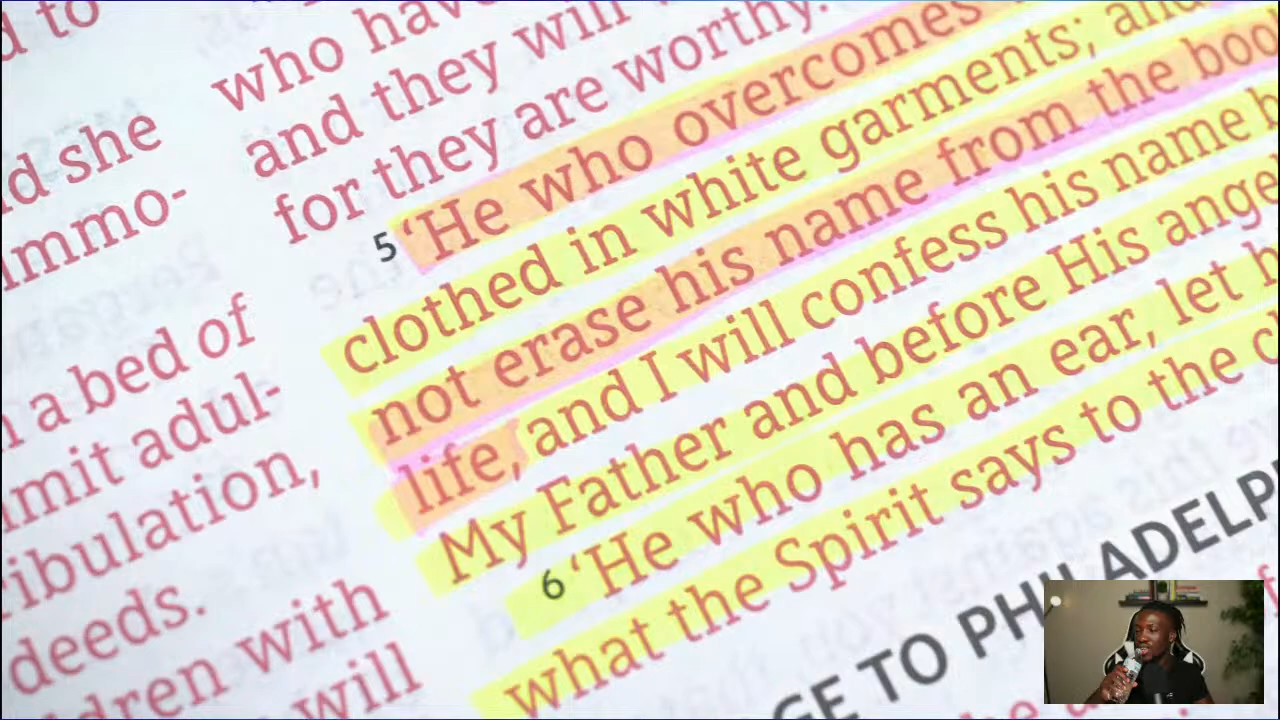 d to
d she
immo-
a bed of
mit adul-
ribulation,
deeds.
dren with
will
who have
and they will
for they are worthy.
5 ‘He who overcomes
clothed in white garments; and
not erase his name from the boo
life, and I will confess his name b
My Father and before His ange
6 ‘He who has an ear, let h
what the Spirit says to the c
GE TO PHILADELP